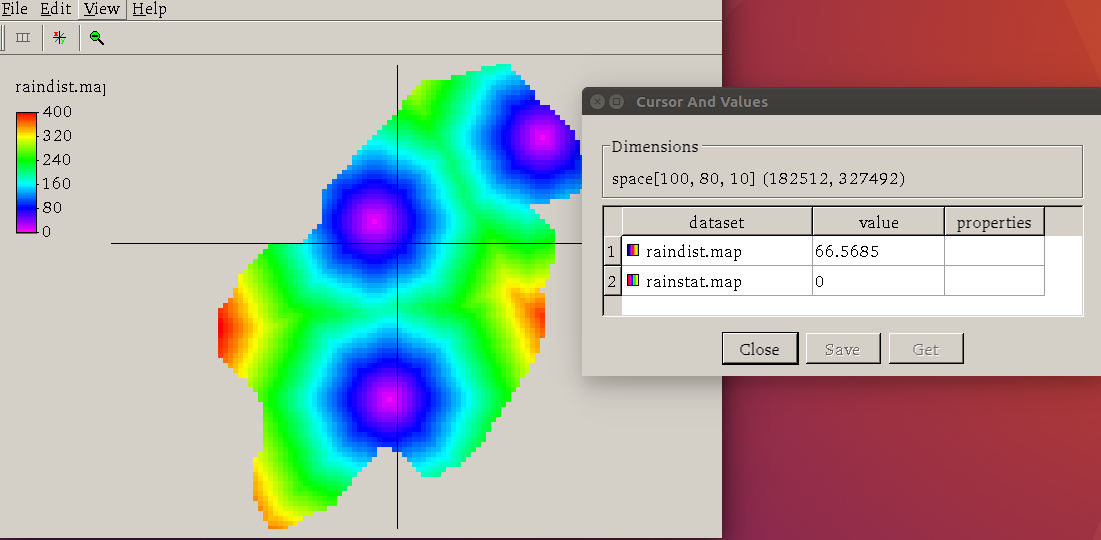 File Edit View Help
raindist.map
400
320
240
160
80
0
Cursor And Values
Dimensions
space[100, 80, 10] (182512, 327492)
dataset value properties
1 raindist.map 66.5685
2 rainstat.map 0
Close Save Get